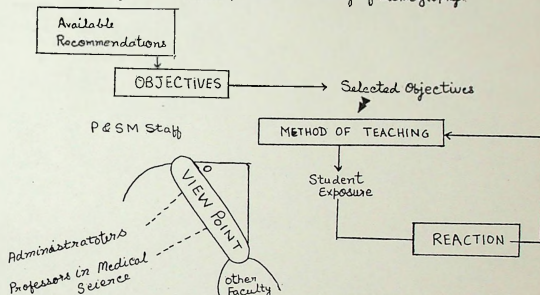 Available
Recommendations
OBJECTIVES
Selected Objectives
P&SM Staff
METHOD OF TEACHING
VIEW POINT
Student
Exposure
Administratoters
Professors in Medical
Science
REACTION
other
Faculty